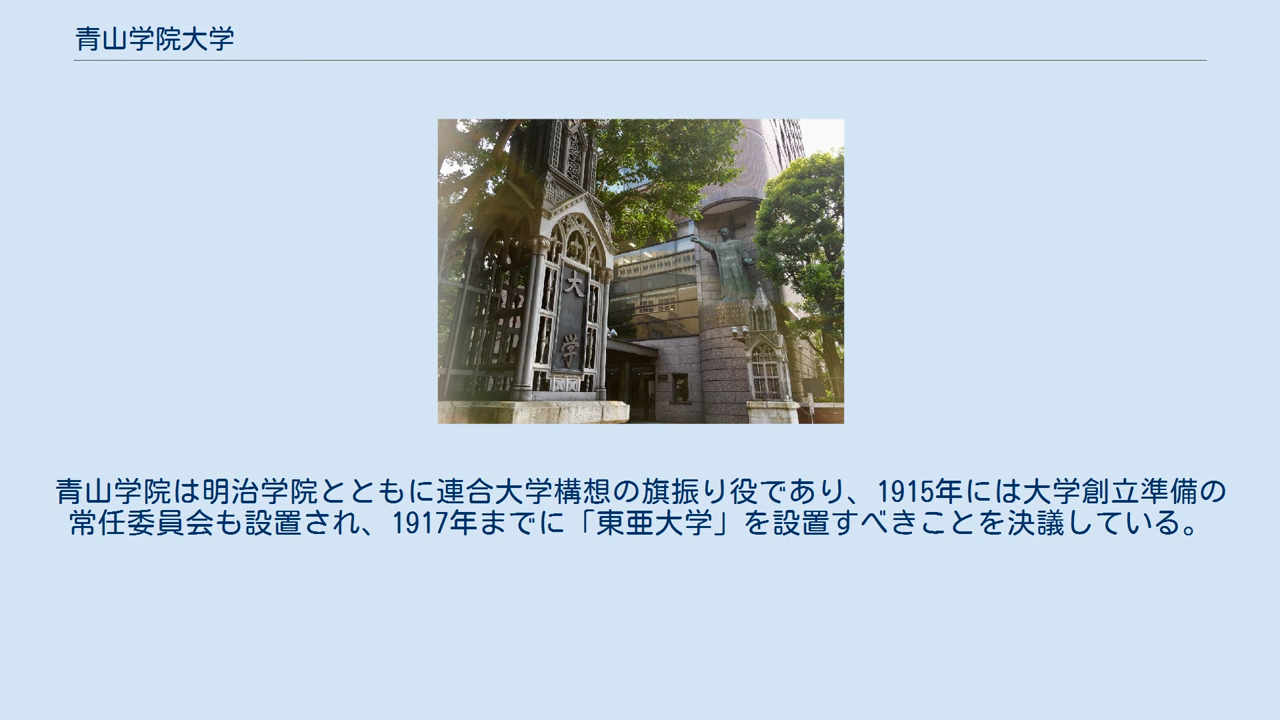 青山学院大学
大学
青山学院は明治学院とともに連合大学構想の旗振り役であり、1915年には大学創立準備の
常任委員会も設置され、1917年までに「東亜大学」を設置すべきことを決議している。